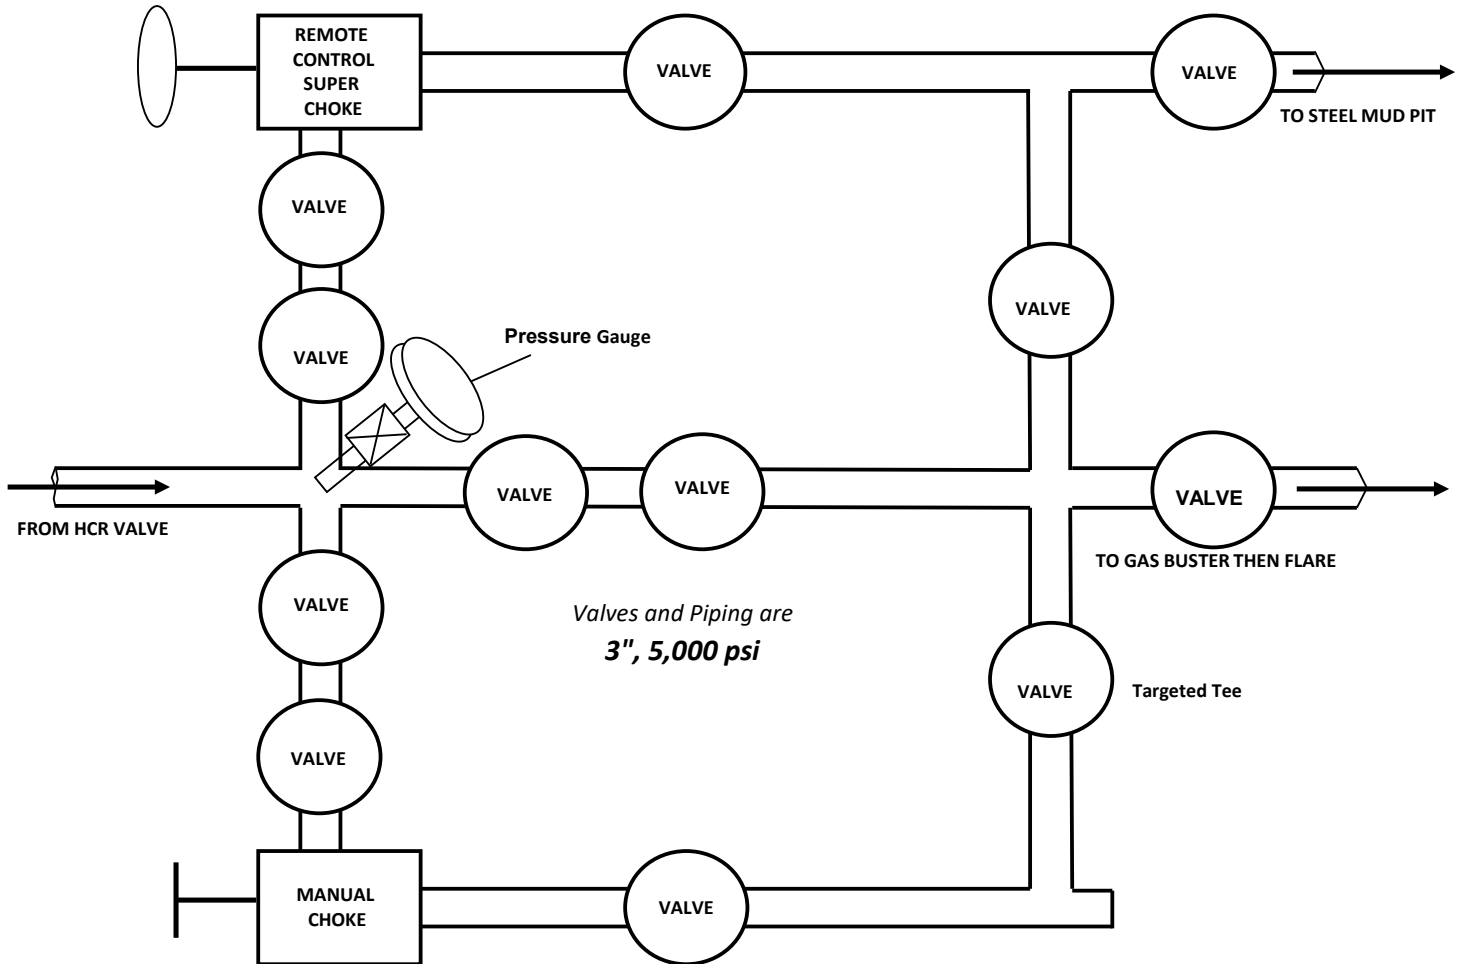 REMOTE
CONTROL
SUPER
CHOKE
VALVE
VALVE
TO STEEL MUD PIT
VALVE
VALVE
VALVE
Pressure Gauge
VALVE
VALVE
VALVE
FROM HCR VALVE
TO GAS BUSTER THEN FLARE
VALVE
Valves and Piping are
3", 5,000 psi
VALVE
Targeted Tee
VALVE
MANUAL
CHOKE
VALVE